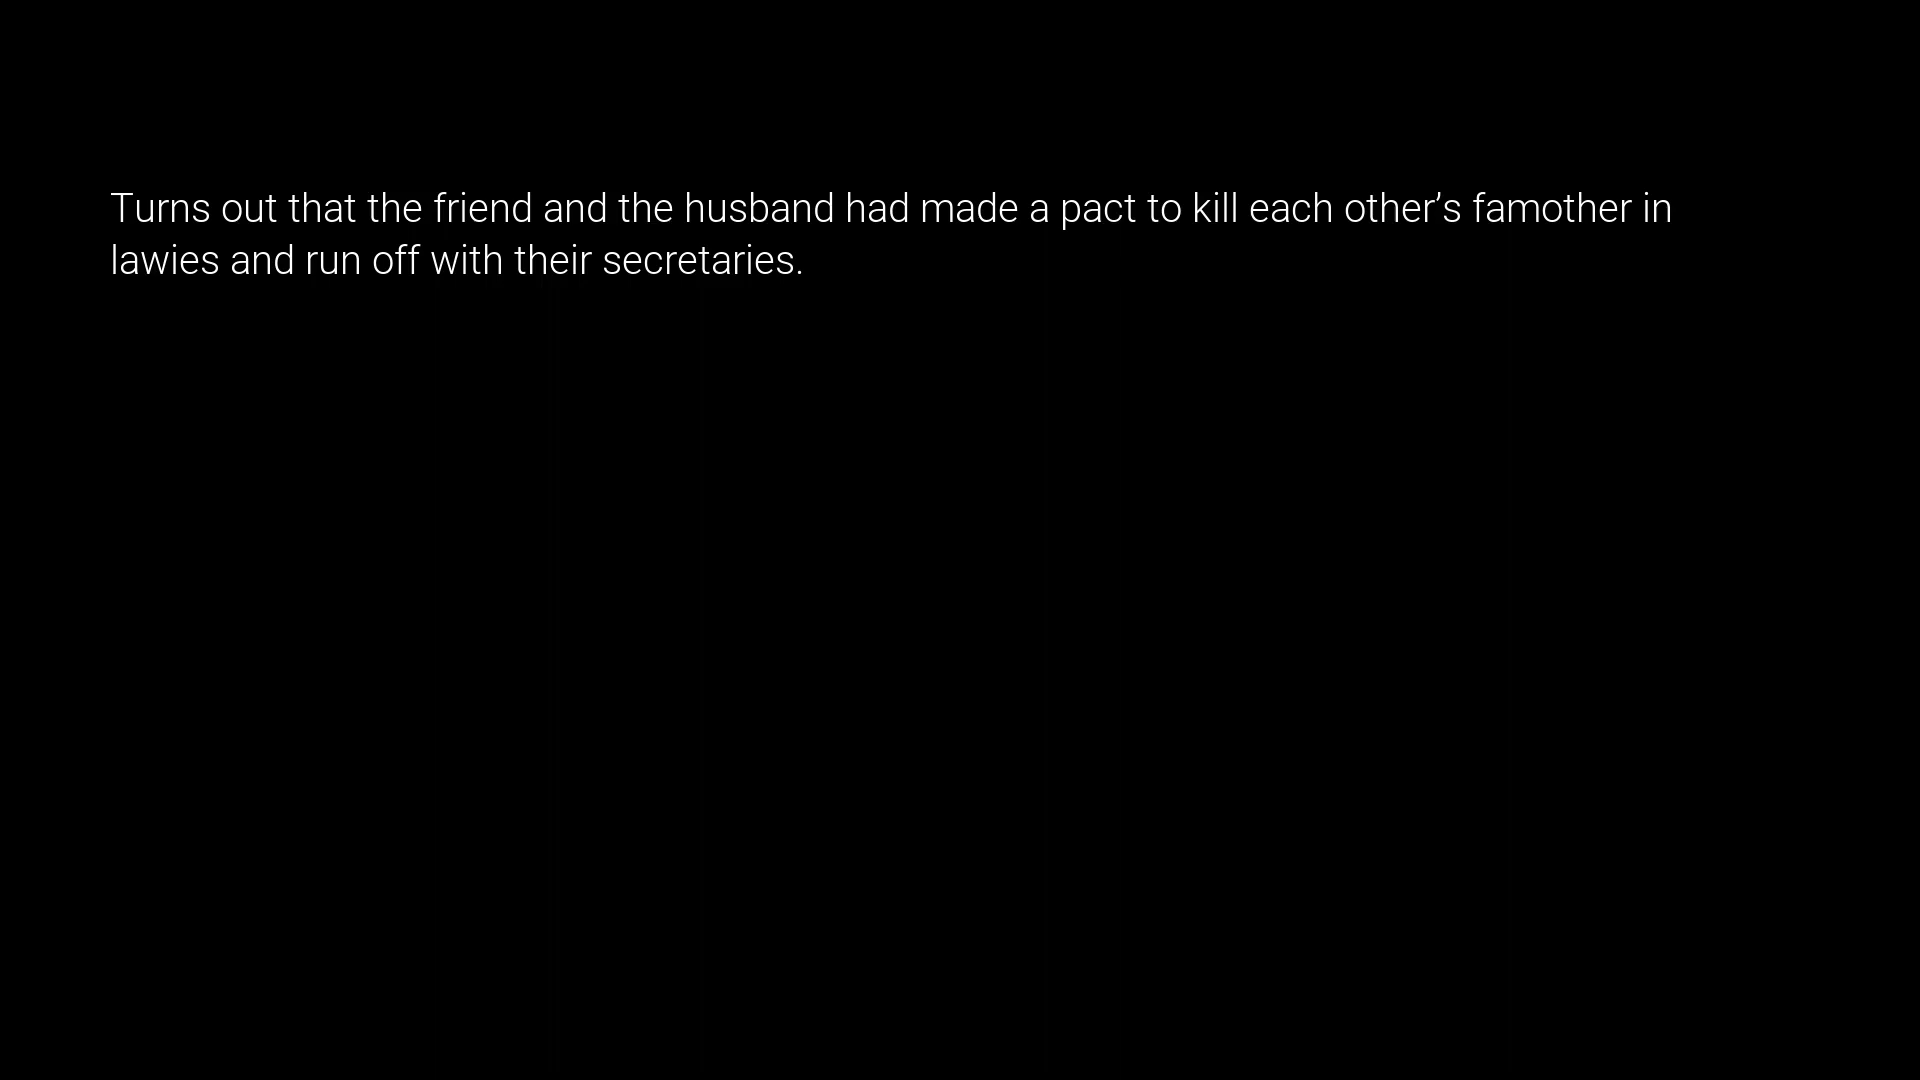 Turns out that the friend and the husband had made a pact to kill each other’s famother in
lawies and run off with their secretaries.